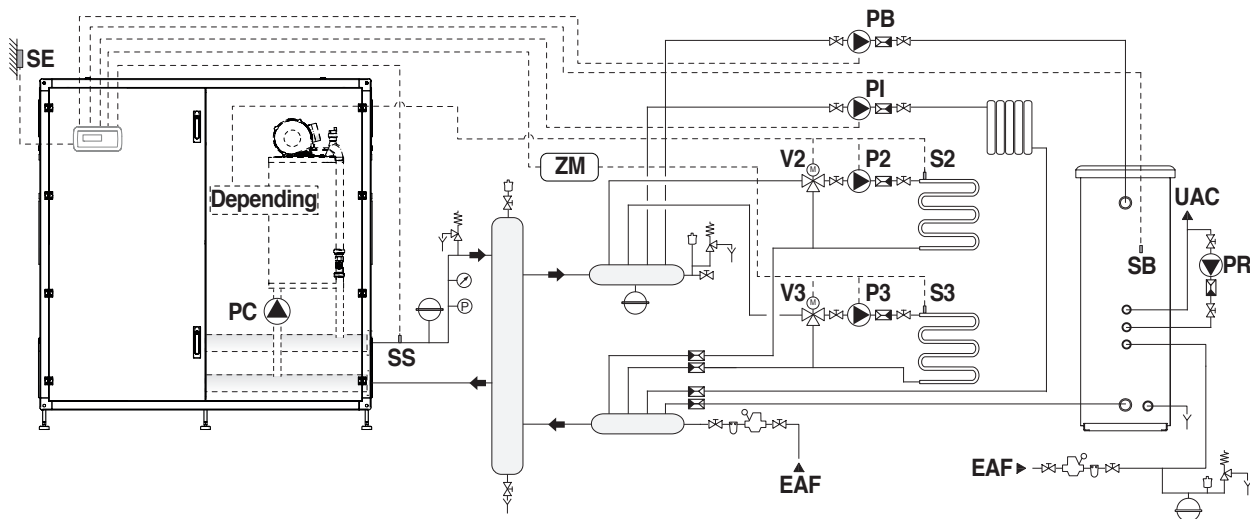 PB
SE
PI
V2
P2
S2
M
ZM
Depending
UAC
SB
PR
V3
P3
S3
M
PC
P
SS
EAF
EAF